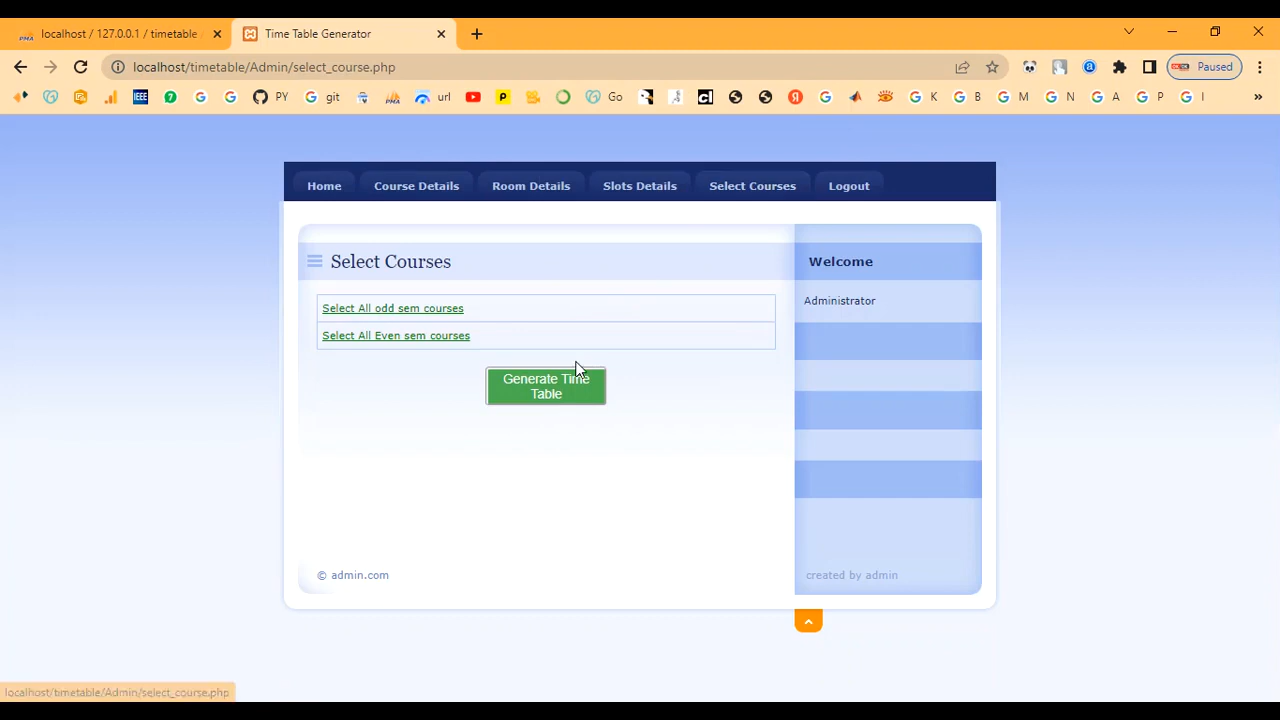 localhost / 127.0.0.1 / timetable
Time Table Generator
localhost/timetable/Admin/select_course.php
Paused
IEEE
PY
git
PMA
url
Go
K
B
M
N
A
P
I
»
Home
Course Details
Room Details
Slots Details
Select Courses
Logout
Select Courses
Welcome
Select All odd sem courses
Select All Even sem courses
Administrator
Generate Time
Table
© admin.com
created by admin
localhost/timetable/Admin/select_course.php